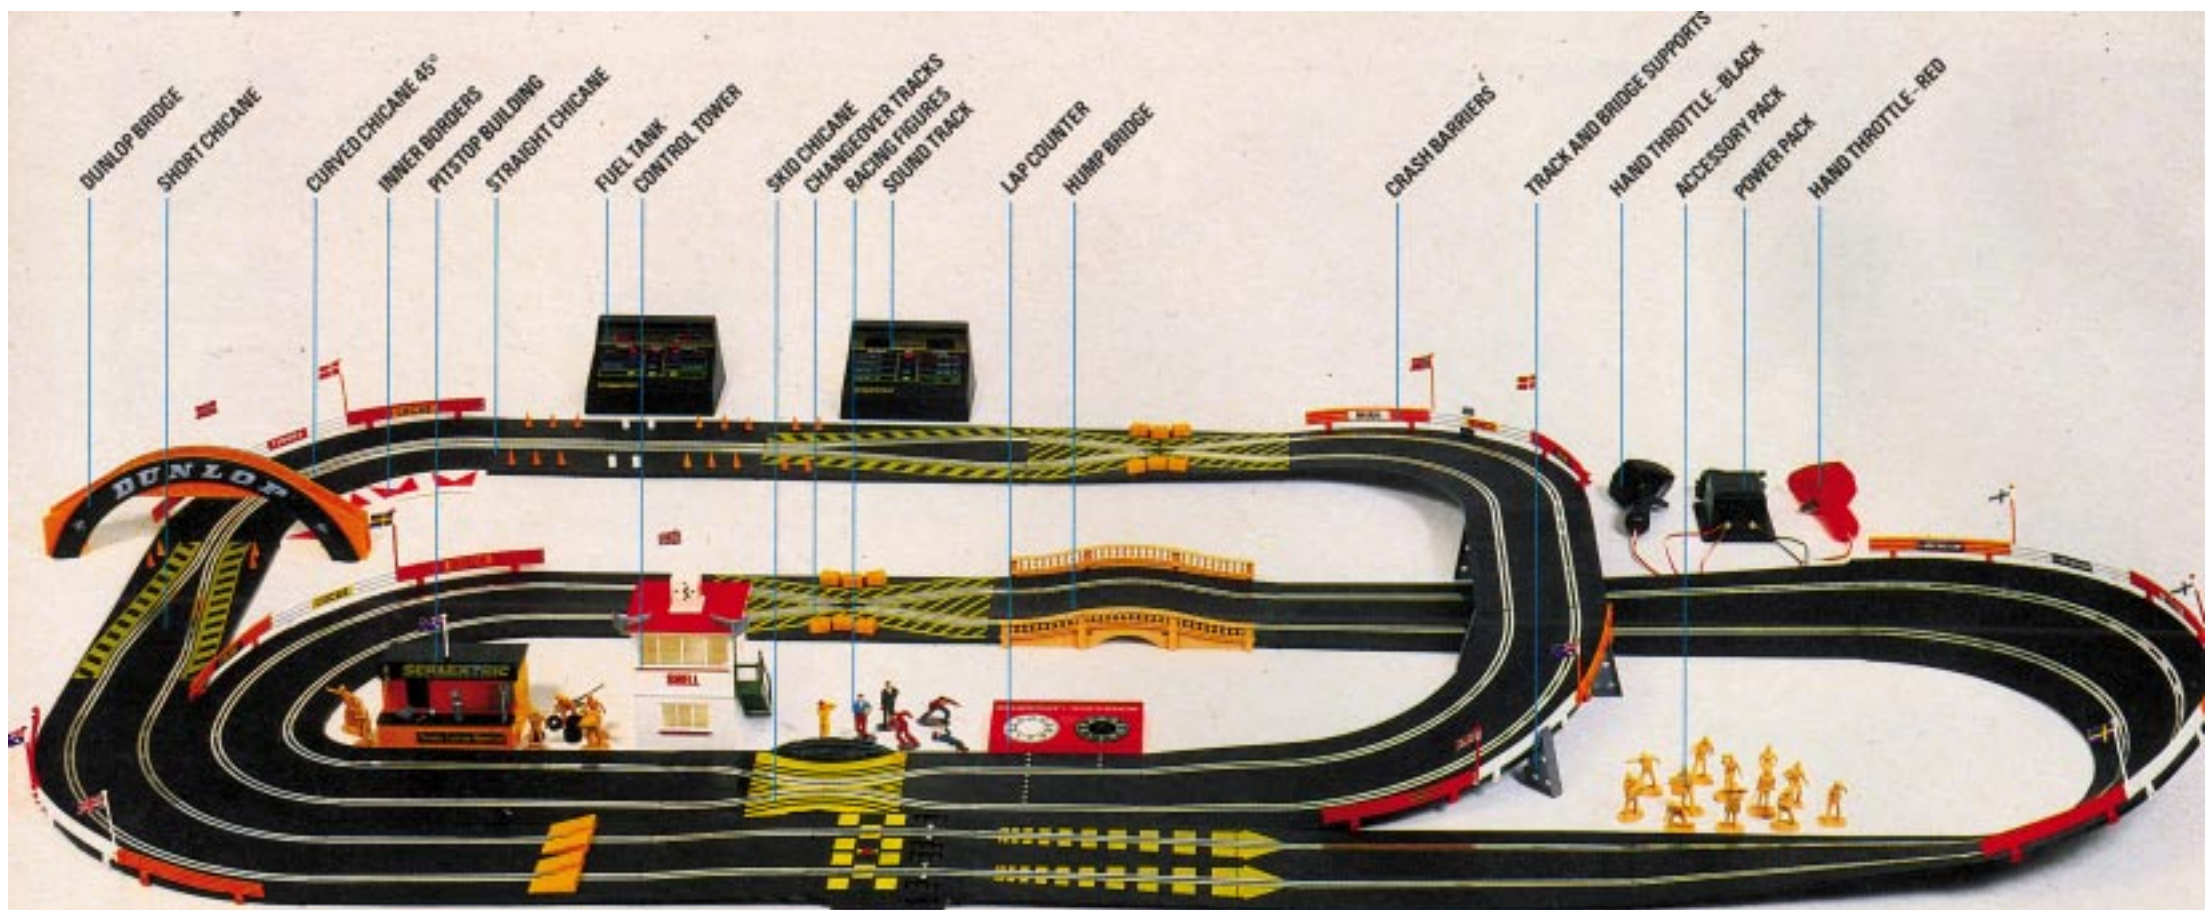 DUNLOP BRIDGE
SHORT CHICANE
CURVED CHICANE 45°
INNER BORDERS
PITSTOP BUILDING
STRAIGHT CHICANE
FUEL TANK
CONTROL TOWER
SKID CHICANE
CHANGEOVER TRACKS
RACING FIGURES
SOUND TRACK
LAP COUNTER
HUMP BRIDGE
CRASH BARRIERS
TRACK AND BRIDGE SUPPORTS
HAND THROTTLE - BLACK
ACCESSORY PACK
POWER PACK
HAND THROTTLE - RED
DUNLOP
SCALEXTRIC
SHELL